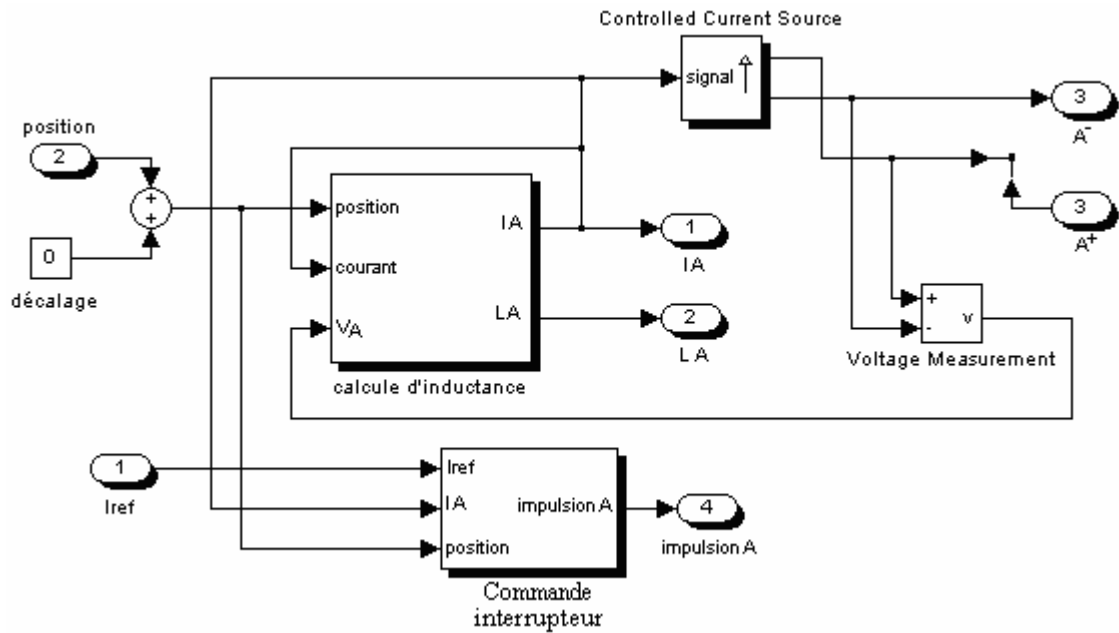 Controlled Current Source
signal
3
A-
position
2
+
+
position
IA
1
IA
3
A+
0
décalage
courant
VA
LA
2
LA
calcule d'inductance
+
-
v
Voltage Measurement
1
Iref
Iref
IA
position
impulsion A
4
impulsion A
Commande
interrupteur